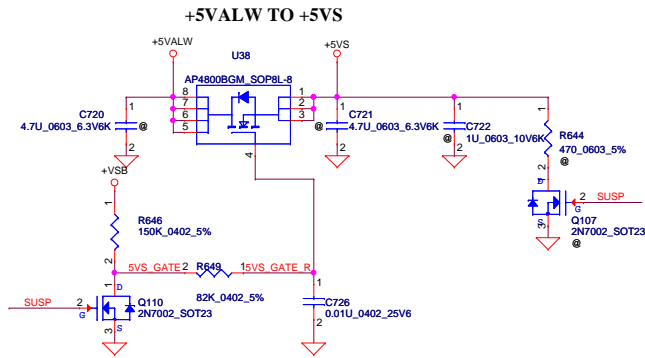 +5VALW TO +5VS
+5VALW
U38
+5VS
AP4800BGM_SOP8L-8
8
7
6
5
1
2
3
4
C720
4.7U_0603_6.3V6K
1
2
@
@
C721
4.7U_0603_6.3V6K
1
2
C722
1U_0603_10V6K
1
2
@
1
R644
470_0603_5%
2
@
1
D
G
2
SUSP
S
3
Q107
2N7002_SOT23
@
+VSB
1
R646
150K_0402_5%
2
5VS_GATE
2
R649
1
5VS_GATE_R
82K_0402_5%
SUSP
2
G
1
D
S
3
Q110
2N7002_SOT23
1
C726
0.01U_0402_25V6
2